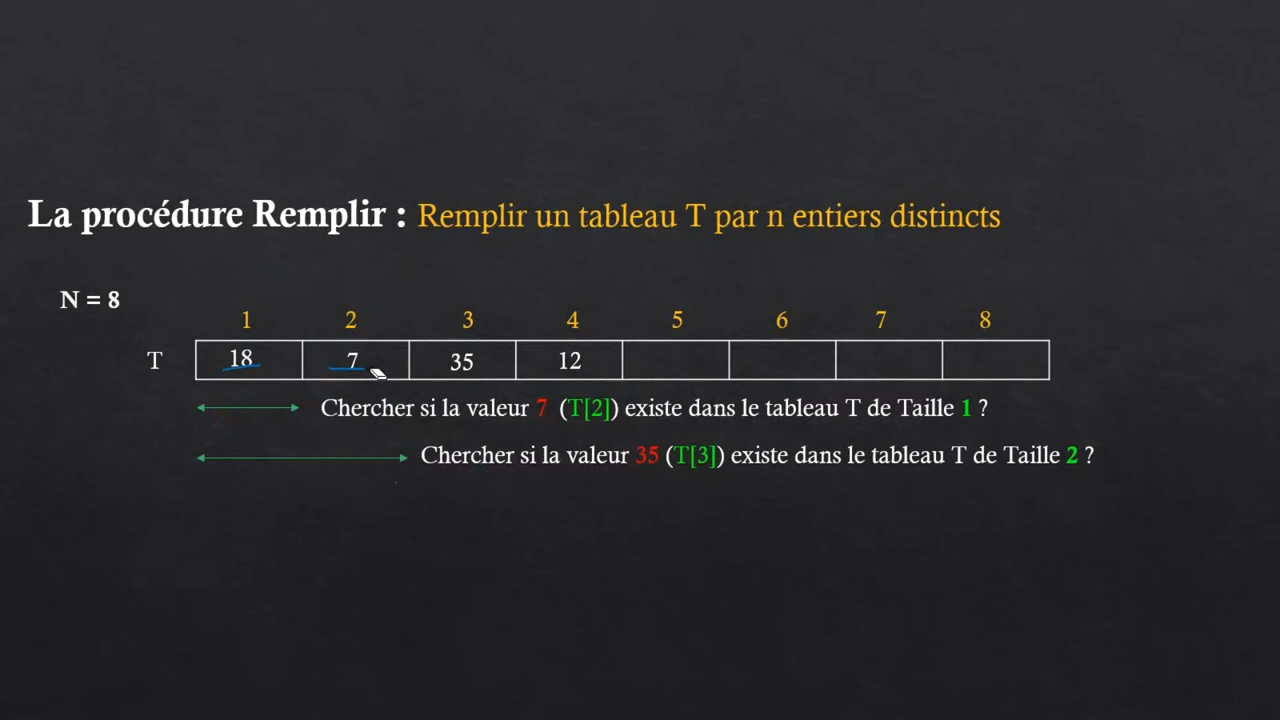 La procédure Remplir : Remplir un tableau T par n entiers distincts
N = 8
1 2 3 4 5 6 7 8
T 18 7 35 12
Chercher si la valeur 7 (T[2]) existe dans le tableau T de Taille 1 ?
Chercher si la valeur 35 (T[3]) existe dans le tableau T de Taille 2 ?